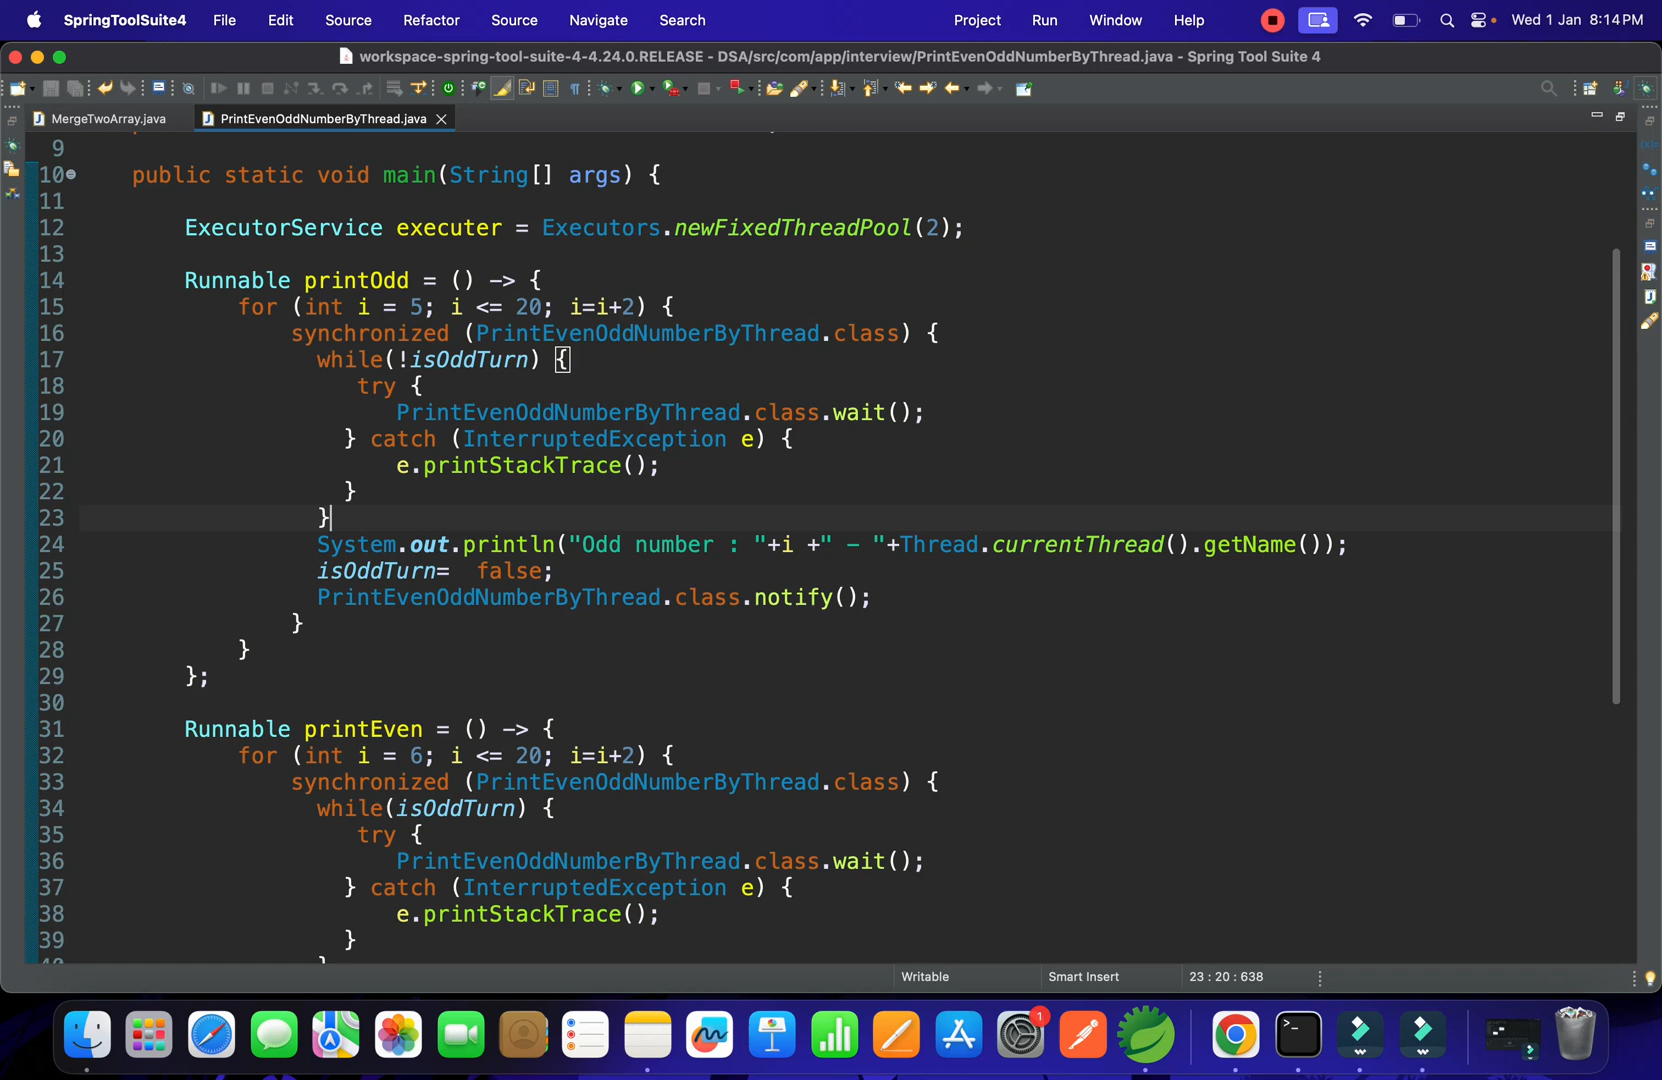 SpringToolSuite4 File Edit Source Refactor Source Navigate Search Project Run Window Help Wed 1 Jan 8:14 PM
workspace-spring-tool-suite-4-4.24.0.RELEASE - DSA/src/com/app/interview/PrintEvenOddNumberByThread.java - Spring Tool Suite 4
MergeTwoArray.java PrintEvenOddNumberByThread.java
9
10 public static void main(String[] args) {
11
12 ExecutorService executer = Executors.newFixedThreadPool(2);
13
14 Runnable printOdd = () -> {
15 for (int i = 5; i <= 20; i=i+2) {
16 synchronized (PrintEvenOddNumberByThread.class) {
17 while(!isOddTurn) {
18 try {
19 PrintEvenOddNumberByThread.class.wait();
20 } catch (InterruptedException e) {
21 e.printStackTrace();
22 }
23 }
24 System.out.println("Odd number : "+i +" - "+Thread.currentThread().getName());
25 isOddTurn=  false;
26 PrintEvenOddNumberByThread.class.notify();
27 }
28 }
29 };
30
31 Runnable printEven = () -> {
32 for (int i = 6; i <= 20; i=i+2) {
33 synchronized (PrintEvenOddNumberByThread.class) {
34 while(isOddTurn) {
35 try {
36 PrintEvenOddNumberByThread.class.wait();
37 } catch (InterruptedException e) {
38 e.printStackTrace();
39 }
Writable Smart Insert 23 : 20 : 638
1